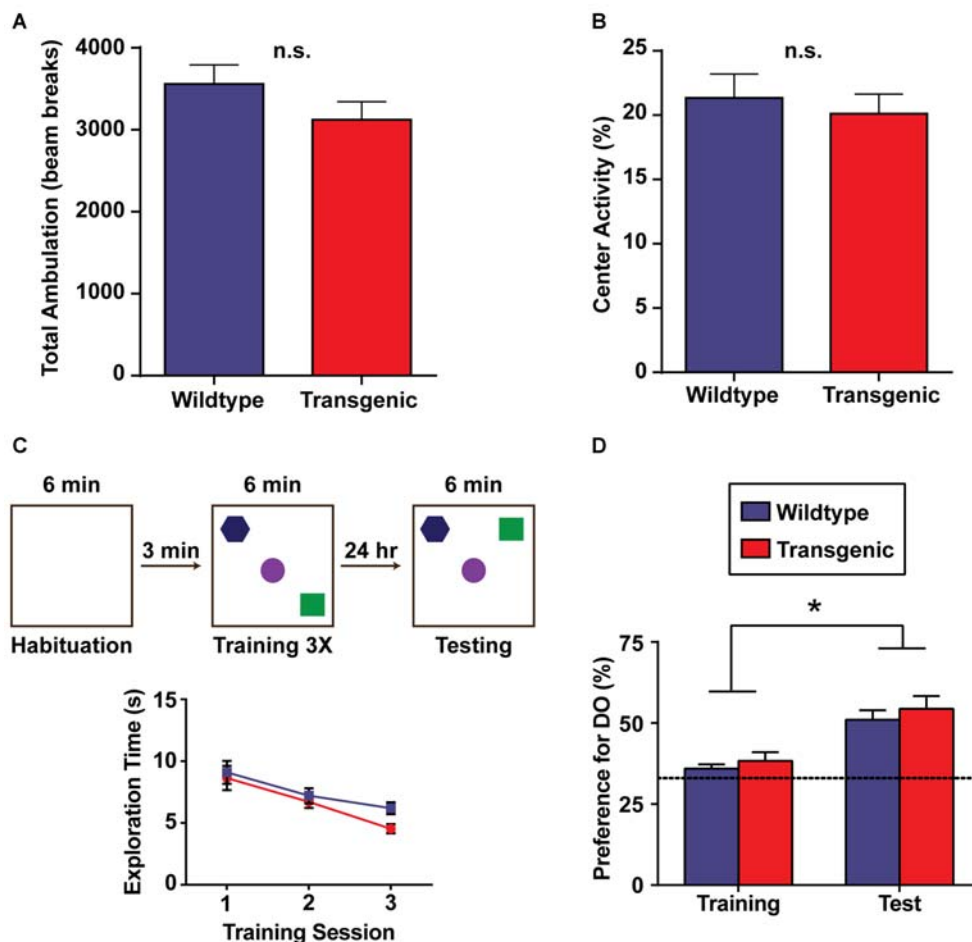 A
Total Ambulation (beam breaks)
4000
3000
2000
1000
0
n.s.
Wildtype
Transgenic
B
Center Activity (%)
25
20
15
10
5
0
n.s.
Wildtype
Transgenic
C
6 min
6 min
6 min
3 min
24 hr
Habituation
Training 3X
Testing
Exploration Time (s)
15
10
5
0
1
2
3
Training Session
D
Wildtype
Transgenic
*
Preference for DO (%)
75
50
25
0
Training
Test